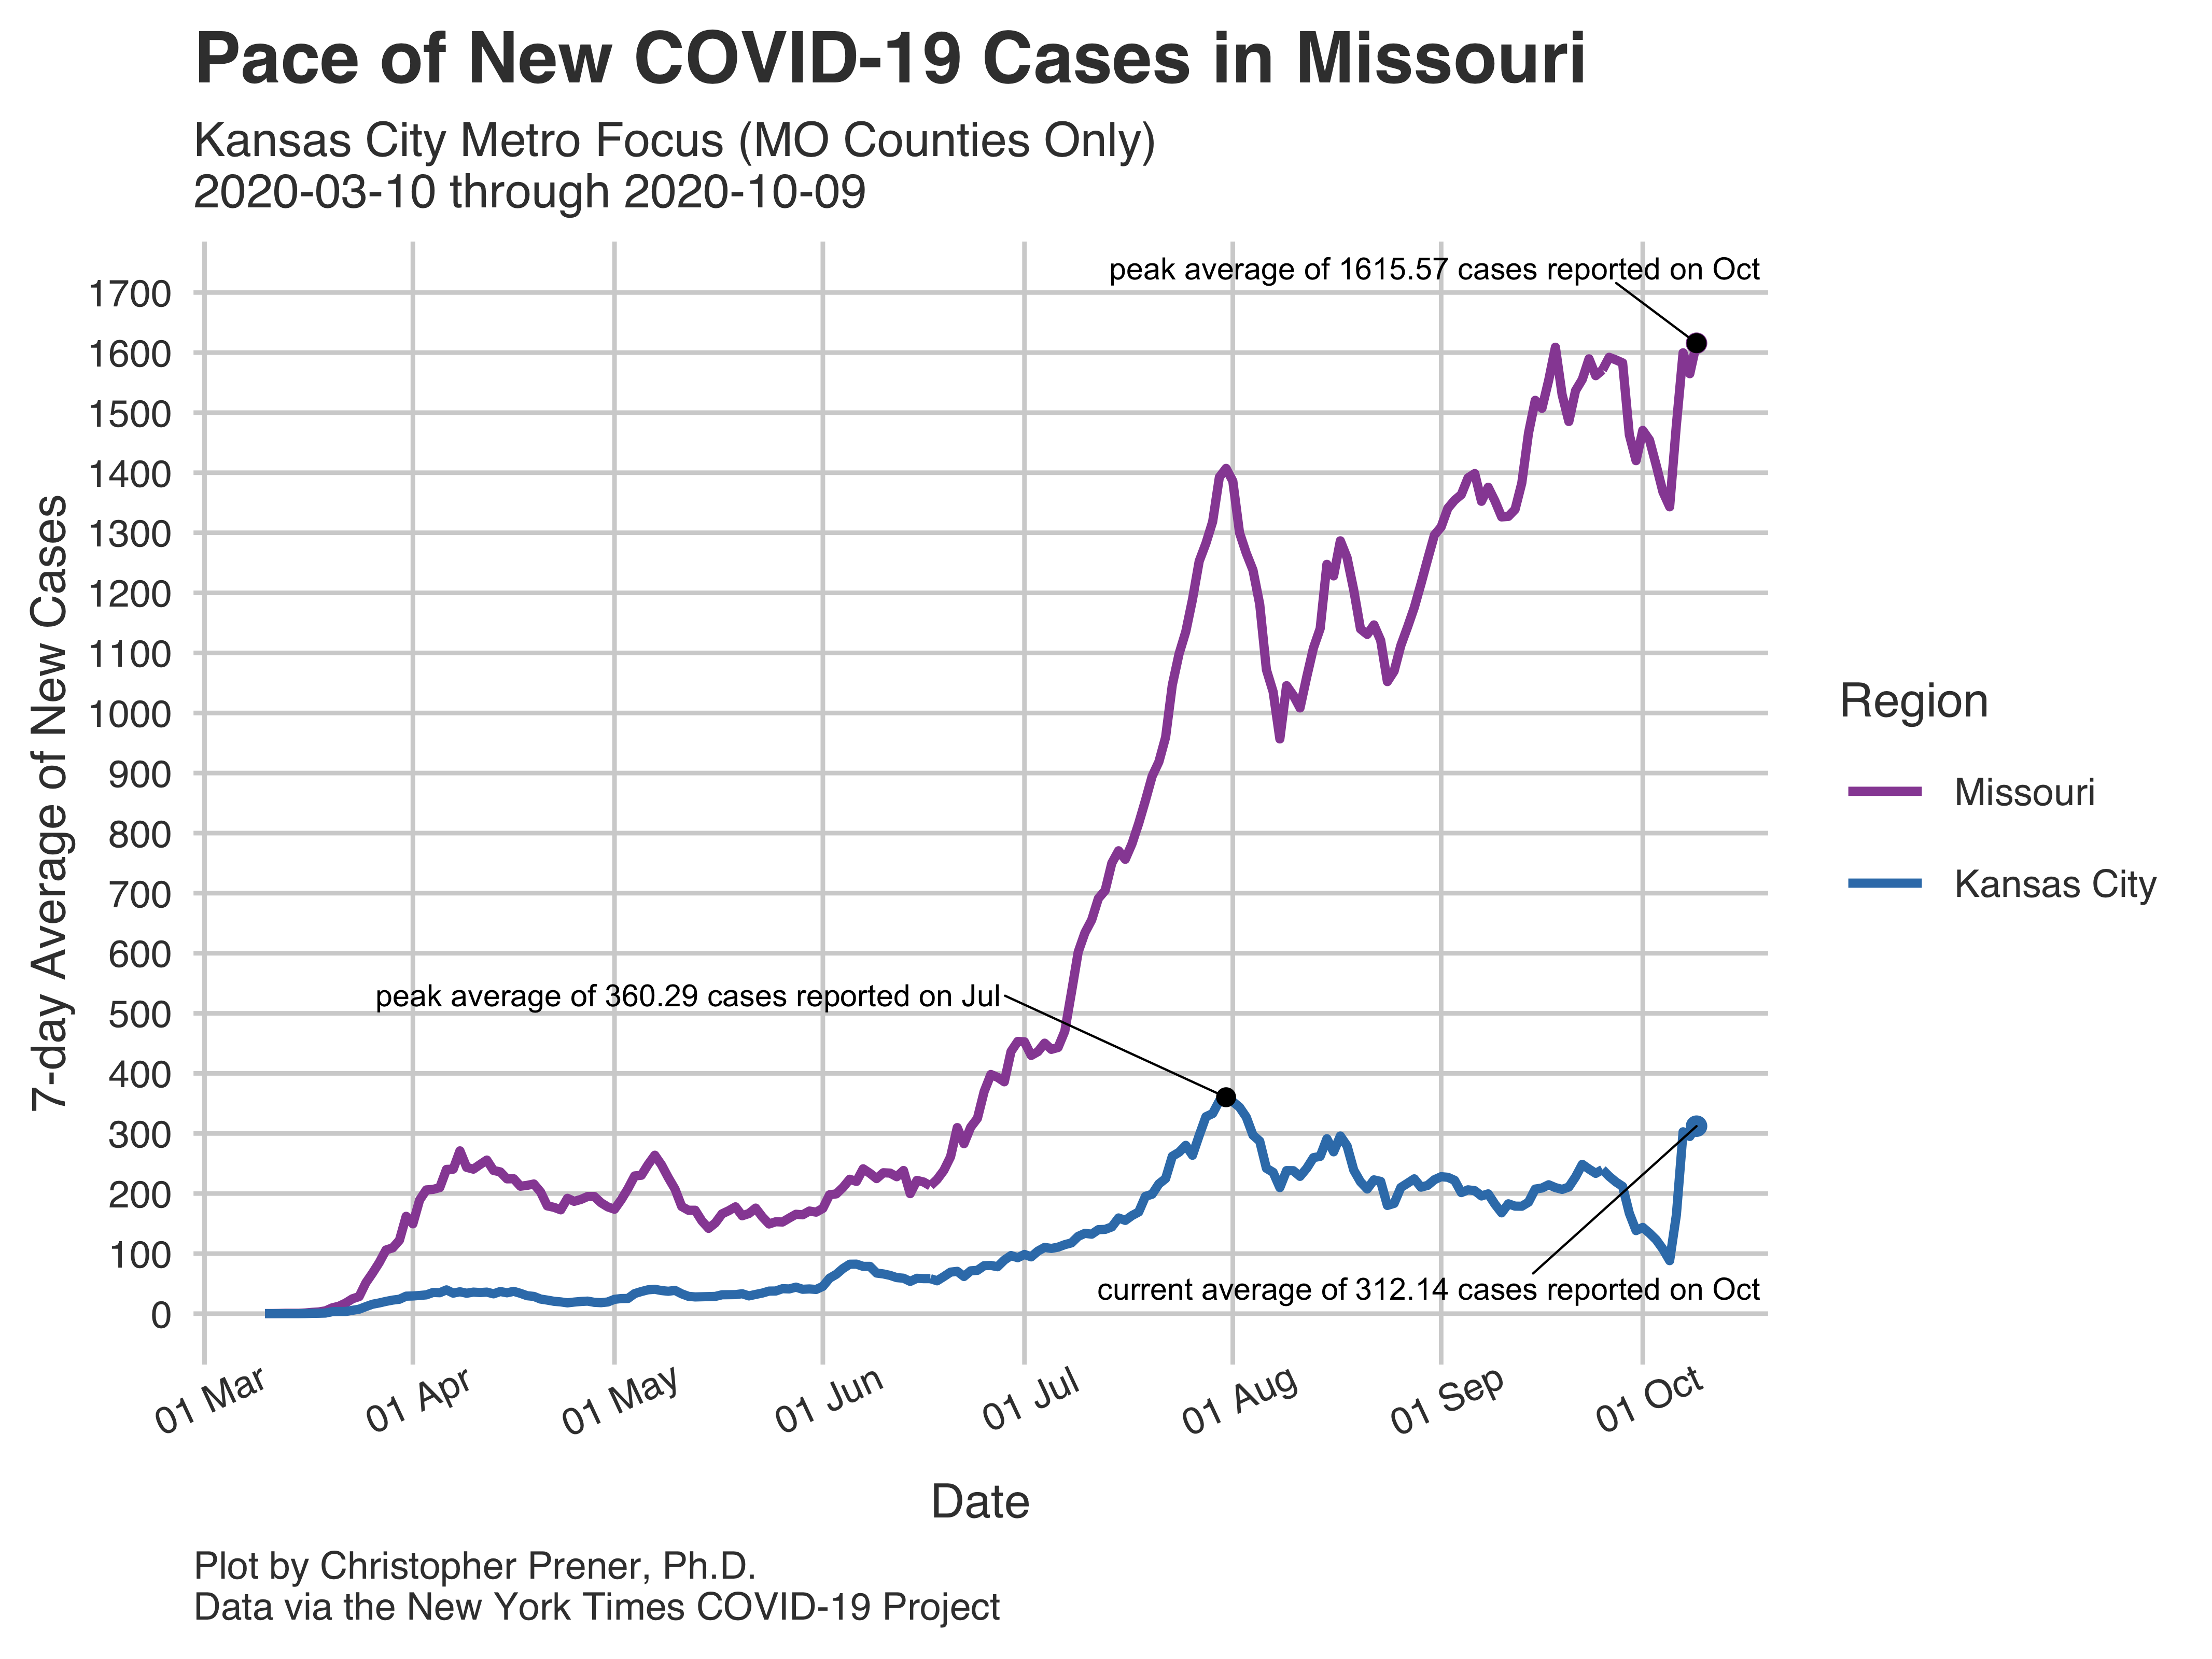 Pace of New COVID-19 Cases in Missouri
Kansas City Metro Focus (MO Counties Only)
2020-03-10 through 2020-10-09
7-day Average of New Cases
1700
1600
1500
1400
1300
1200
1100
1000
900
800
700
600
500
400
300
200
100
0
peak average of 1615.57 cases reported on Oct
peak average of 360.29 cases reported on Jul
current average of 312.14 cases reported on Oct
01 Mar
01 Apr
01 May
01 Jun
01 Jul
01 Aug
01 Sep
01 Oct
Date
Region
Missouri
Kansas City
Plot by Christopher Prener, Ph.D.
Data via the New York Times COVID-19 Project